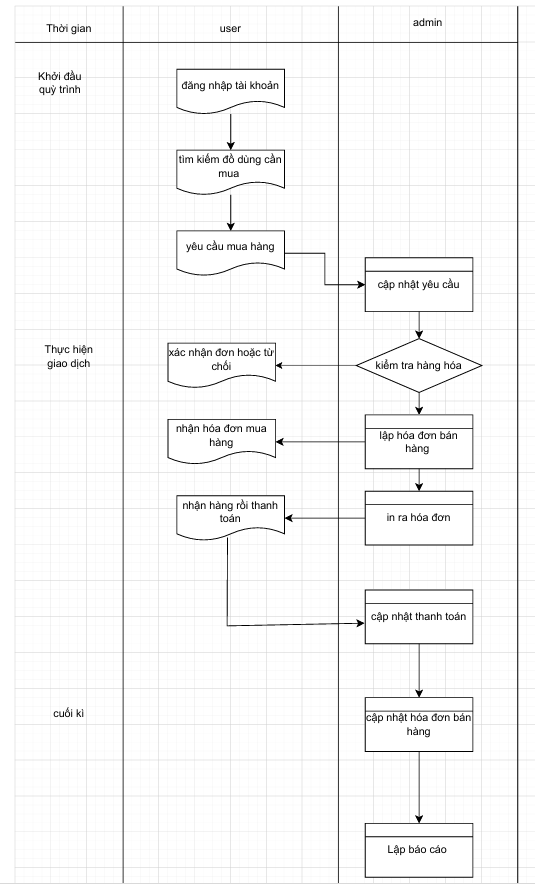 Thời gian
user
admin
Khởi đầu
quỳ trình
đăng nhập tài khoản
tìm kiếm đồ dùng cần
mua
yêu cầu mua hàng
cập nhật yêu cầu
Thực hiện
giao dịch
xác nhận đơn hoặc từ
chối
kiểm tra hàng hóa
nhận hóa đơn mua
hàng
lập hóa đơn bán
hàng
nhận hàng rồi thanh
toán
in ra hóa đơn
cập nhật thanh toán
cuối kì
cập nhật hóa đơn bán
hàng
Lập báo cáo